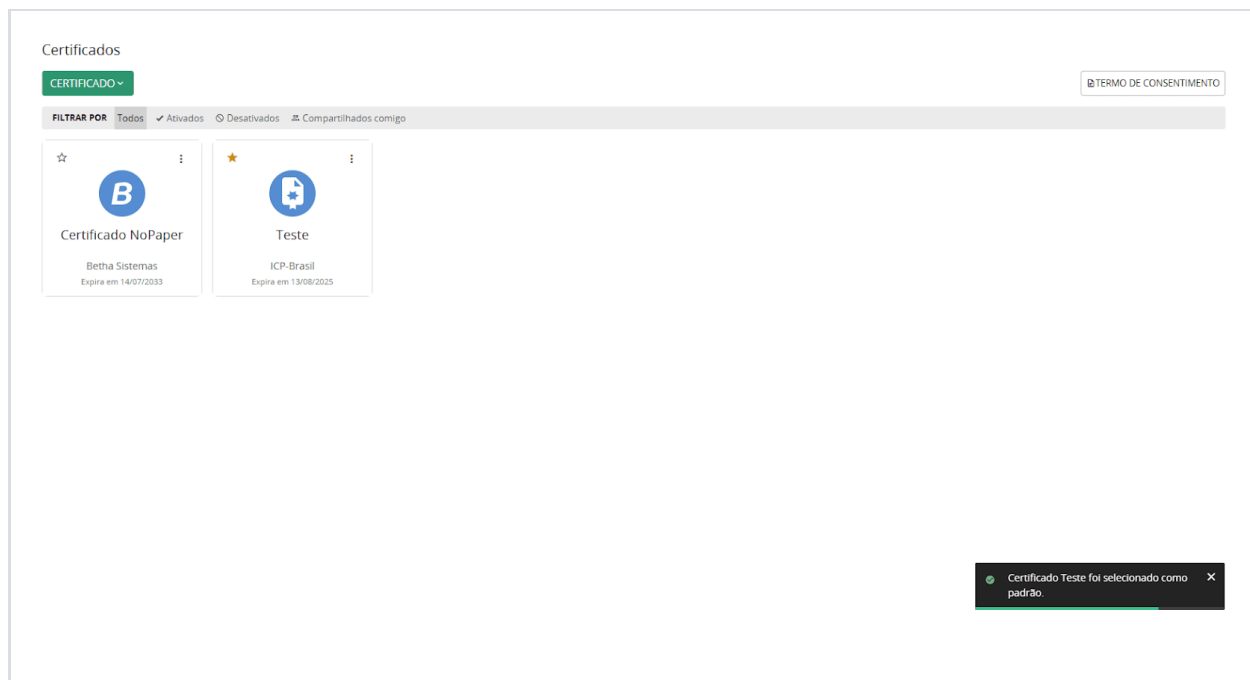 Certificados
CERTIFICADO
TERMO DE CONSENTIMENTO
FILTRAR POR Todos Ativados Desativados Compartilhados comigo
B
Certificado NoPaper
Betha Sistemas
Expira em 14/07/2033
Teste
ICP-Brasil
Expira em 13/08/2025
Certificado Teste foi selecionado como
padrão.